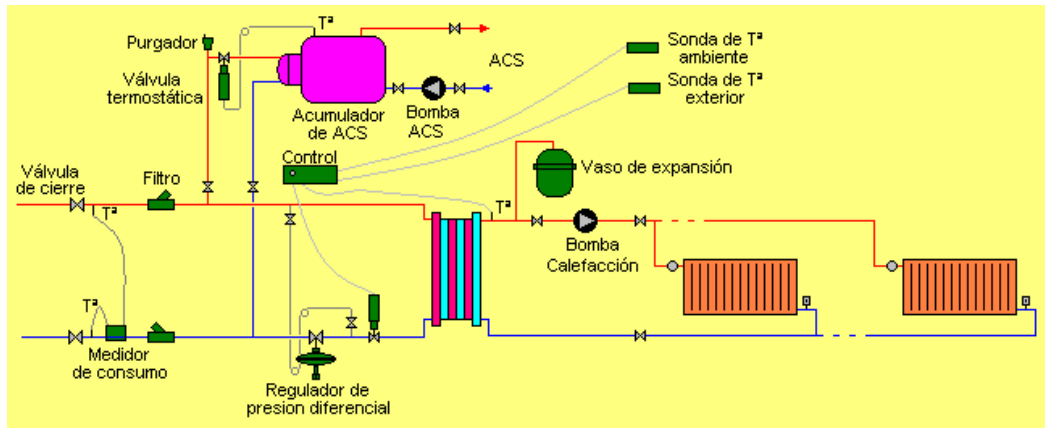 Tª
Purgador
Válvula
termostática
Acumulador
de ACS
Bomba
ACS
ACS
Sonda de Tª
ambiente
Sonda de Tª
exterior
Control
Vaso de expansión
Válvula
de cierre
Filtro
Tª
Tª
Bomba
Calefacción
Tª
Medidor
de consumo
Regulador de
presion diferencial